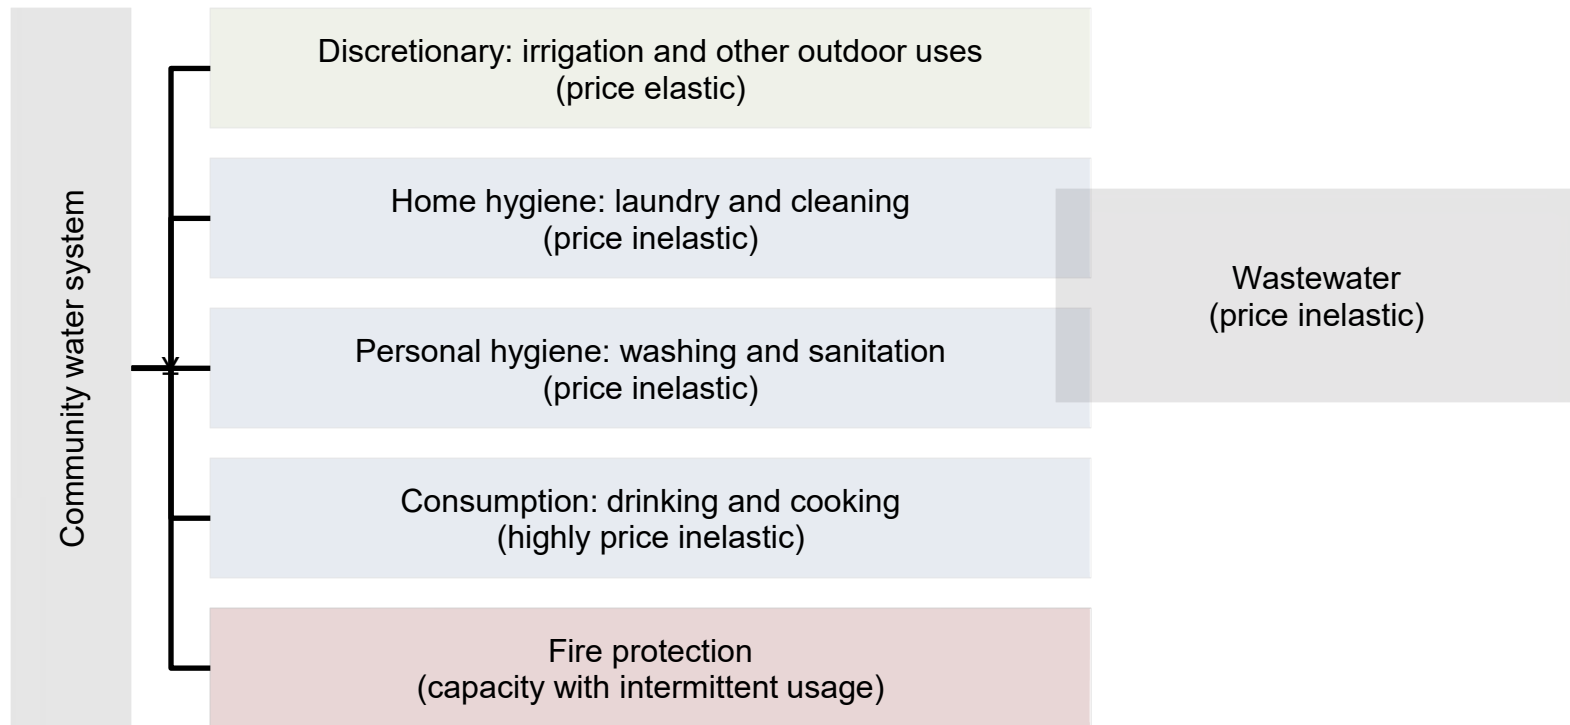 Community water system
Discretionary: irrigation and other outdoor uses
(price elastic)
Home hygiene: laundry and cleaning
(price inelastic)
Personal hygiene: washing and sanitation
(price inelastic)
Consumption: drinking and cooking
(highly price inelastic)
Fire protection
(capacity with intermittent usage)
Wastewater
(price inelastic)